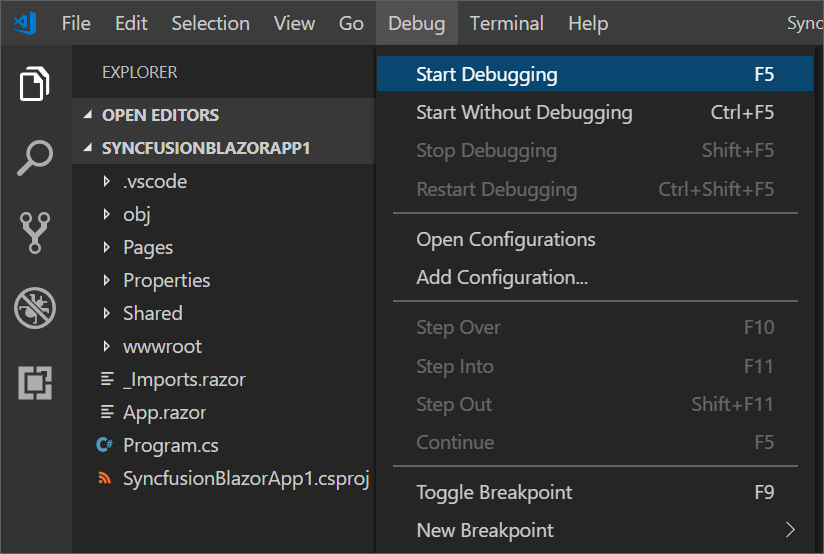 File Edit Selection View Go Debug Terminal Help Sync
EXPLORER
OPEN EDITORS
SYNCFUSIONBLAZORAPP1
.vscode
obj
Pages
Properties
Shared
wwwroot
_Imports.razor
App.razor
C# Program.cs
SyncfusionBlazorApp1.csproj
Start Debugging F5
Start Without Debugging Ctrl+F5
Stop Debugging Shift+F5
Restart Debugging Ctrl+Shift+F5
Open Configurations
Add Configuration...
Step Over F10
Step Into F11
Step Out Shift+F11
Continue F5
Toggle Breakpoint F9
New Breakpoint